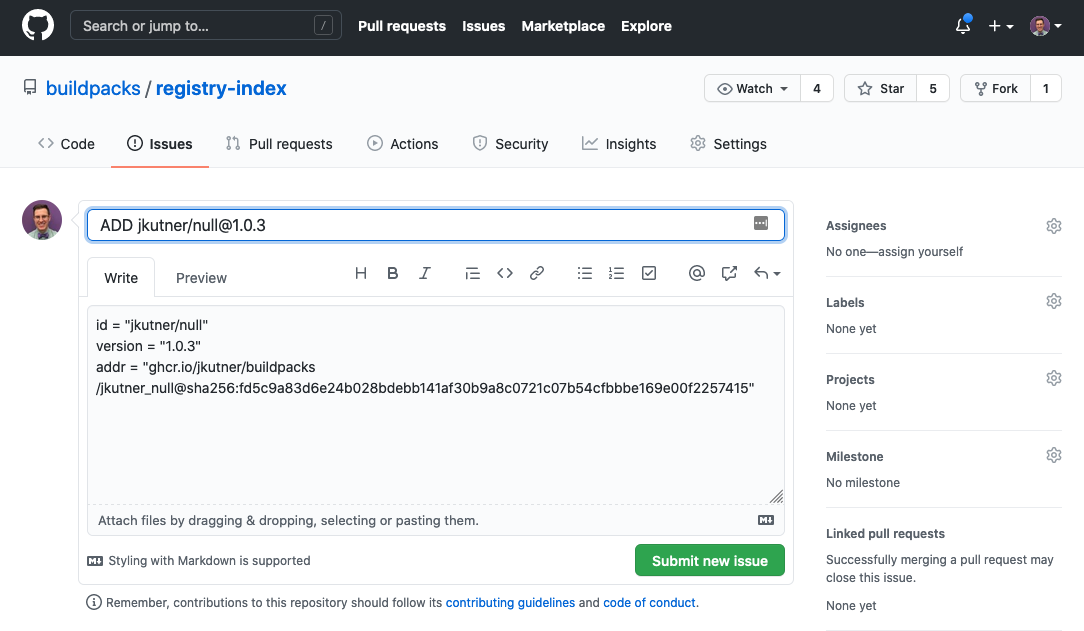 Search or jump to... /
Pull requests Issues Marketplace Explore
buildpacks / registry-index
Watch 4 Star 5 Fork 1
Code Issues Pull requests Actions Security Insights Settings
ADD jkutner/null@1.0.3
Write Preview
id = "jkutner/null"
version = "1.0.3"
addr = "ghcr.io/jkutner/buildpacks
/jkutner_null@sha256:fd5c9a83d6e24b028bdebb141af30b9a8c0721c07b54cfbbbe169e00f2257415"
Attach files by dragging & dropping, selecting or pasting them.
Styling with Markdown is supported
Submit new issue
Remember, contributions to this repository should follow its contributing guidelines and code of conduct.
Assignees
No one—assign yourself
Labels
None yet
Projects
None yet
Milestone
No milestone
Linked pull requests
Successfully merging a pull request may
close this issue.
None yet